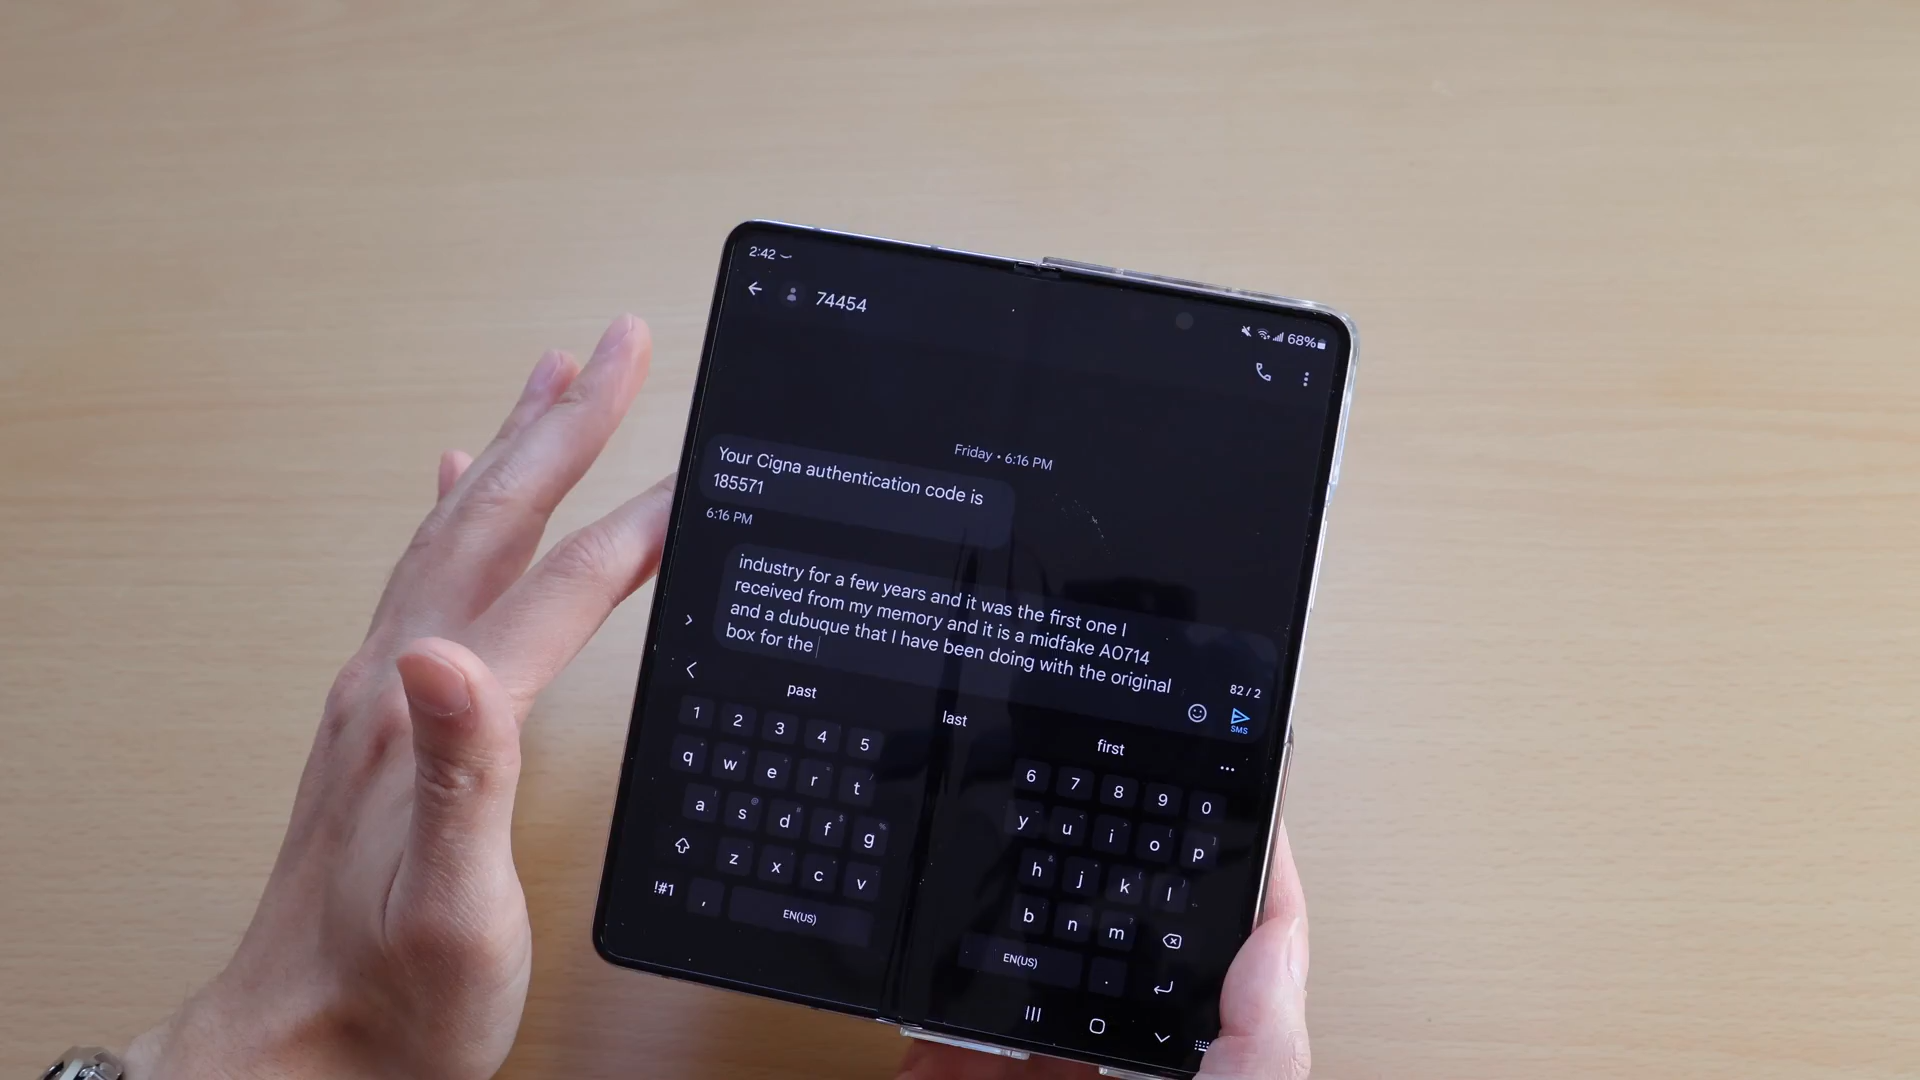 2:42
74454
68%
Friday • 6:16 PM
Your Cigna authentication code is
185571
6:16 PM
industry for a few years and it was the first one I
received from my memory and it is a midfake A0714
and a dubuque that I have been doing with the original
box for the
82 / 2
SMS
past last first
1 2 3 4 5 6 7 8 9 0
q w e r t y u i o p
a s d f g h j k l
z x c v b n m
!#1 , EN(US) EN(US) .